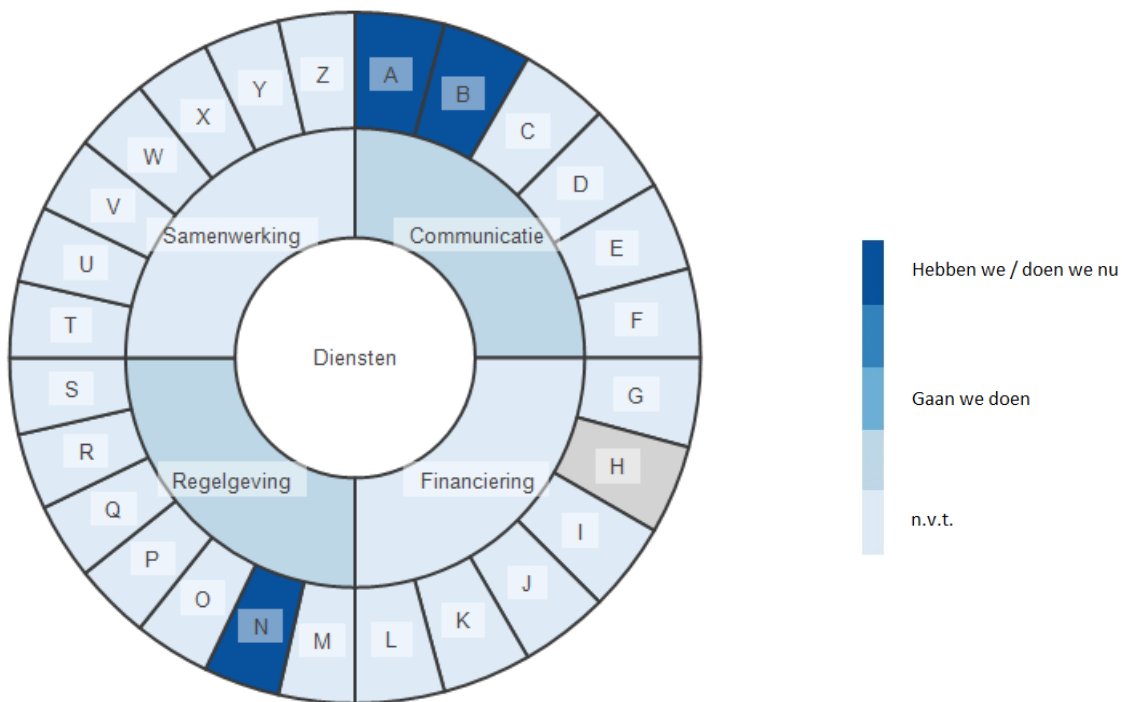 Z
A
Y
B
X
C
W
D
V
E
U
F
T
Samenwerking
Communicatie
Diensten
Regelgeving
Financiering
S
G
R
H
Q
I
P
J
O
K
N
L
M
Hebben we / doen we nu
Gaan we doen
n.v.t.